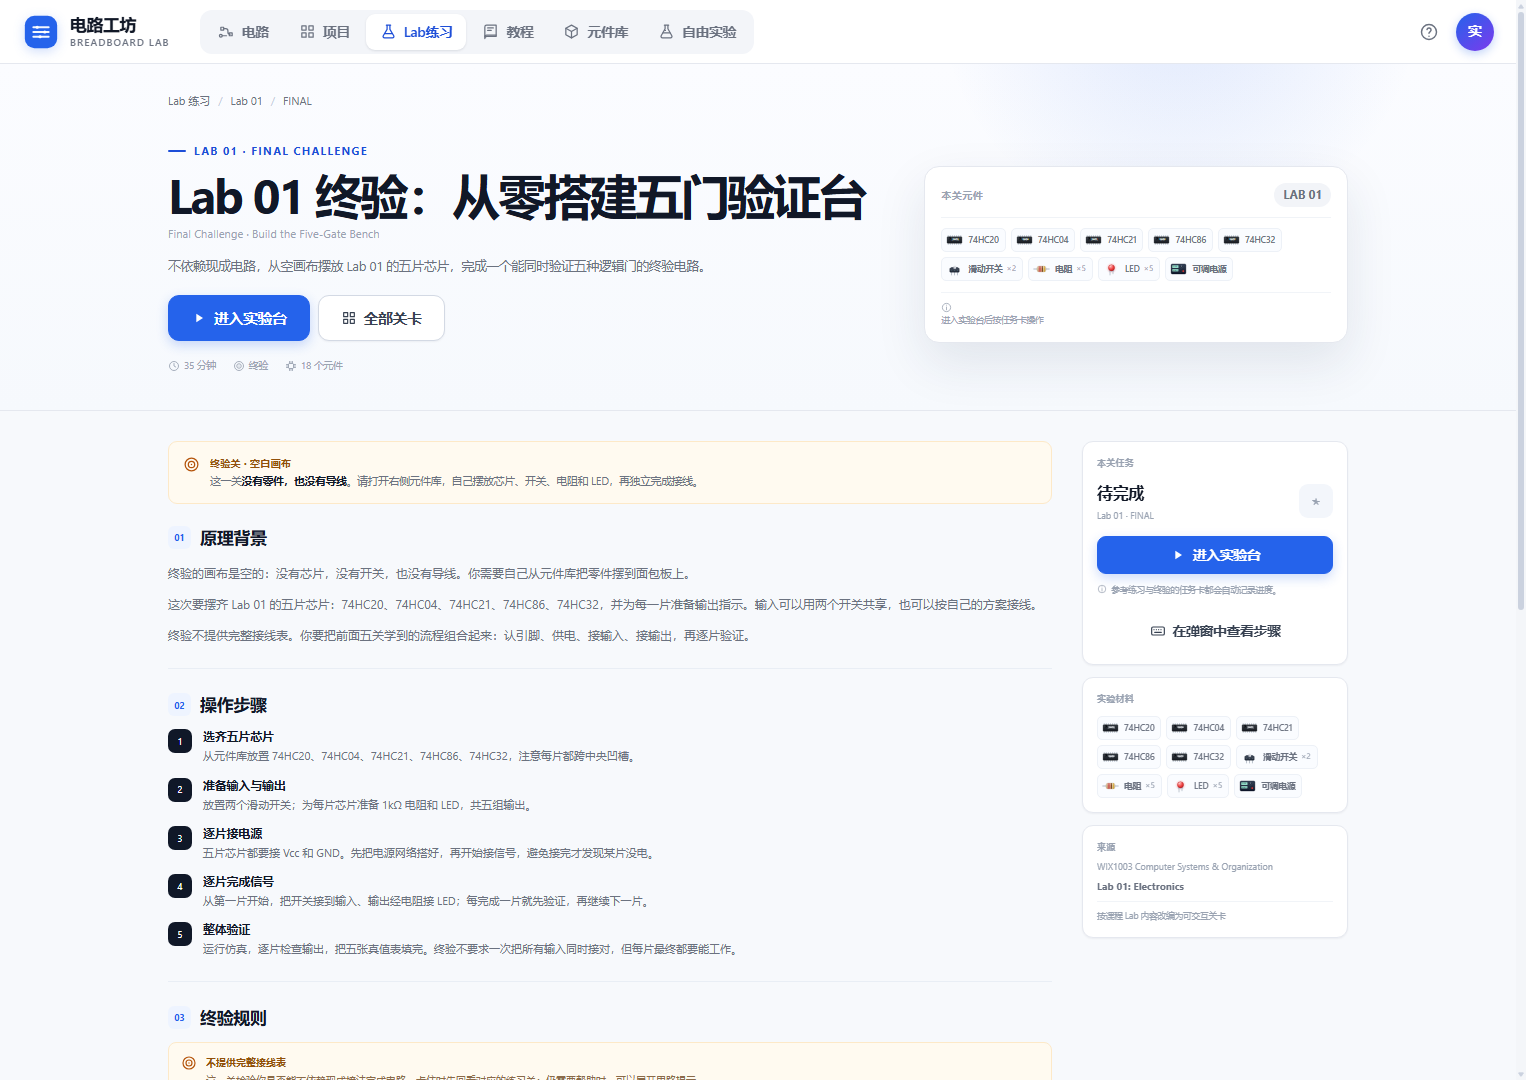 电路工坊
BREADBOARD LAB
电路
项目
Lab练习
教程
元件库
自由实验
实
Lab 练习 / Lab 01 / FINAL
LAB 01 · FINAL CHALLENGE
Lab 01 终验：从零搭建五门验证台
Final Challenge · Build the Five-Gate Bench
不依赖现成电路，从空画布摆放 Lab 01 的五片芯片，完成一个能同时验证五种逻辑门的终验电路。
进入实验台
全部关卡
35 分钟
终验
18 个元件
本关元件
LAB 01
74HC20
74HC04
74HC21
74HC86
74HC32
滑动开关 ×2
电阻 ×5
LED ×5
可调电源
进入实验台后按任务卡操作
终验关 · 空白画布
这一关没有零件，也没有导线。请打开右侧元件库，自己摆放芯片、开关、电阻和 LED，再独立完成接线。
01 原理背景
终验的画布是空的：没有芯片，没有开关，也没有导线。你需要自己从元件库把零件摆到面包板上。
这次要摆齐 Lab 01 的五片芯片：74HC20、74HC04、74HC21、74HC86、74HC32，并为每一片准备输出指示。输入可以用两个开关共享，也可以按自己的方案接线。
终验不提供完整接线表。你要把前面五关学到的流程组合起来：认引脚、供电、接输入、接输出，再逐片验证。
02 操作步骤
1 选齐五片芯片
从元件库放置 74HC20、74HC04、74HC21、74HC86、74HC32，注意每片都跨中央凹槽。
2 准备输入与输出
放置两个滑动开关；为每片芯片准备 1kΩ 电阻和 LED，共五组输出。
3 逐片接电源
五片芯片都要接 Vcc 和 GND。先把电源网络搭好，再开始接信号，避免接完才发现某片没电。
4 逐片完成信号
从第一片开始，把开关接到输入、输出经电阻接 LED；每完成一片就先验证，再继续下一片。
5 整体验证
运行仿真，逐片检查输出，把五张真值表填完。终验不要求一次把所有输入同时接对，但每片最终都要能工作。
03 终验规则
不提供完整接线表
本关任务
待完成
Lab 01 · FINAL
★
进入实验台
参考练习与终验的任务卡都会自动记录进度。
在弹窗中查看步骤
实验材料
74HC20
74HC04
74HC21
74HC86
74HC32
滑动开关 ×2
电阻 ×5
LED ×5
可调电源
来源
WIX1003 Computer Systems & Organization
Lab 01: Electronics
按课程 Lab 内容改编为可交互关卡